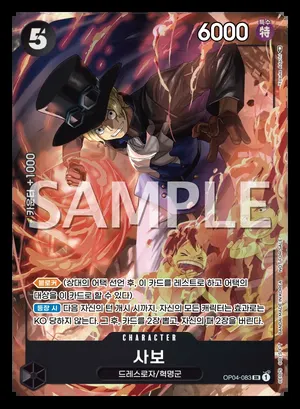 5
6000
특수
特
카운터 +1000
SAMPLE
블로커 (상대의 어택 선언 후, 이 카드를 레스트로 하고 어택의
대상을 이 카드로 할 수 있다)
등장 시 다음 자신의 턴 개시 시까지, 자신의 모든 캐릭터는 효과로는
KO 당하지 않는다. 그 후, 카드를 2장 뽑고, 자신의 패 2장을 버린다.
CHARACTER
사보
드레스로자/혁명군
OP04-083 SR 1